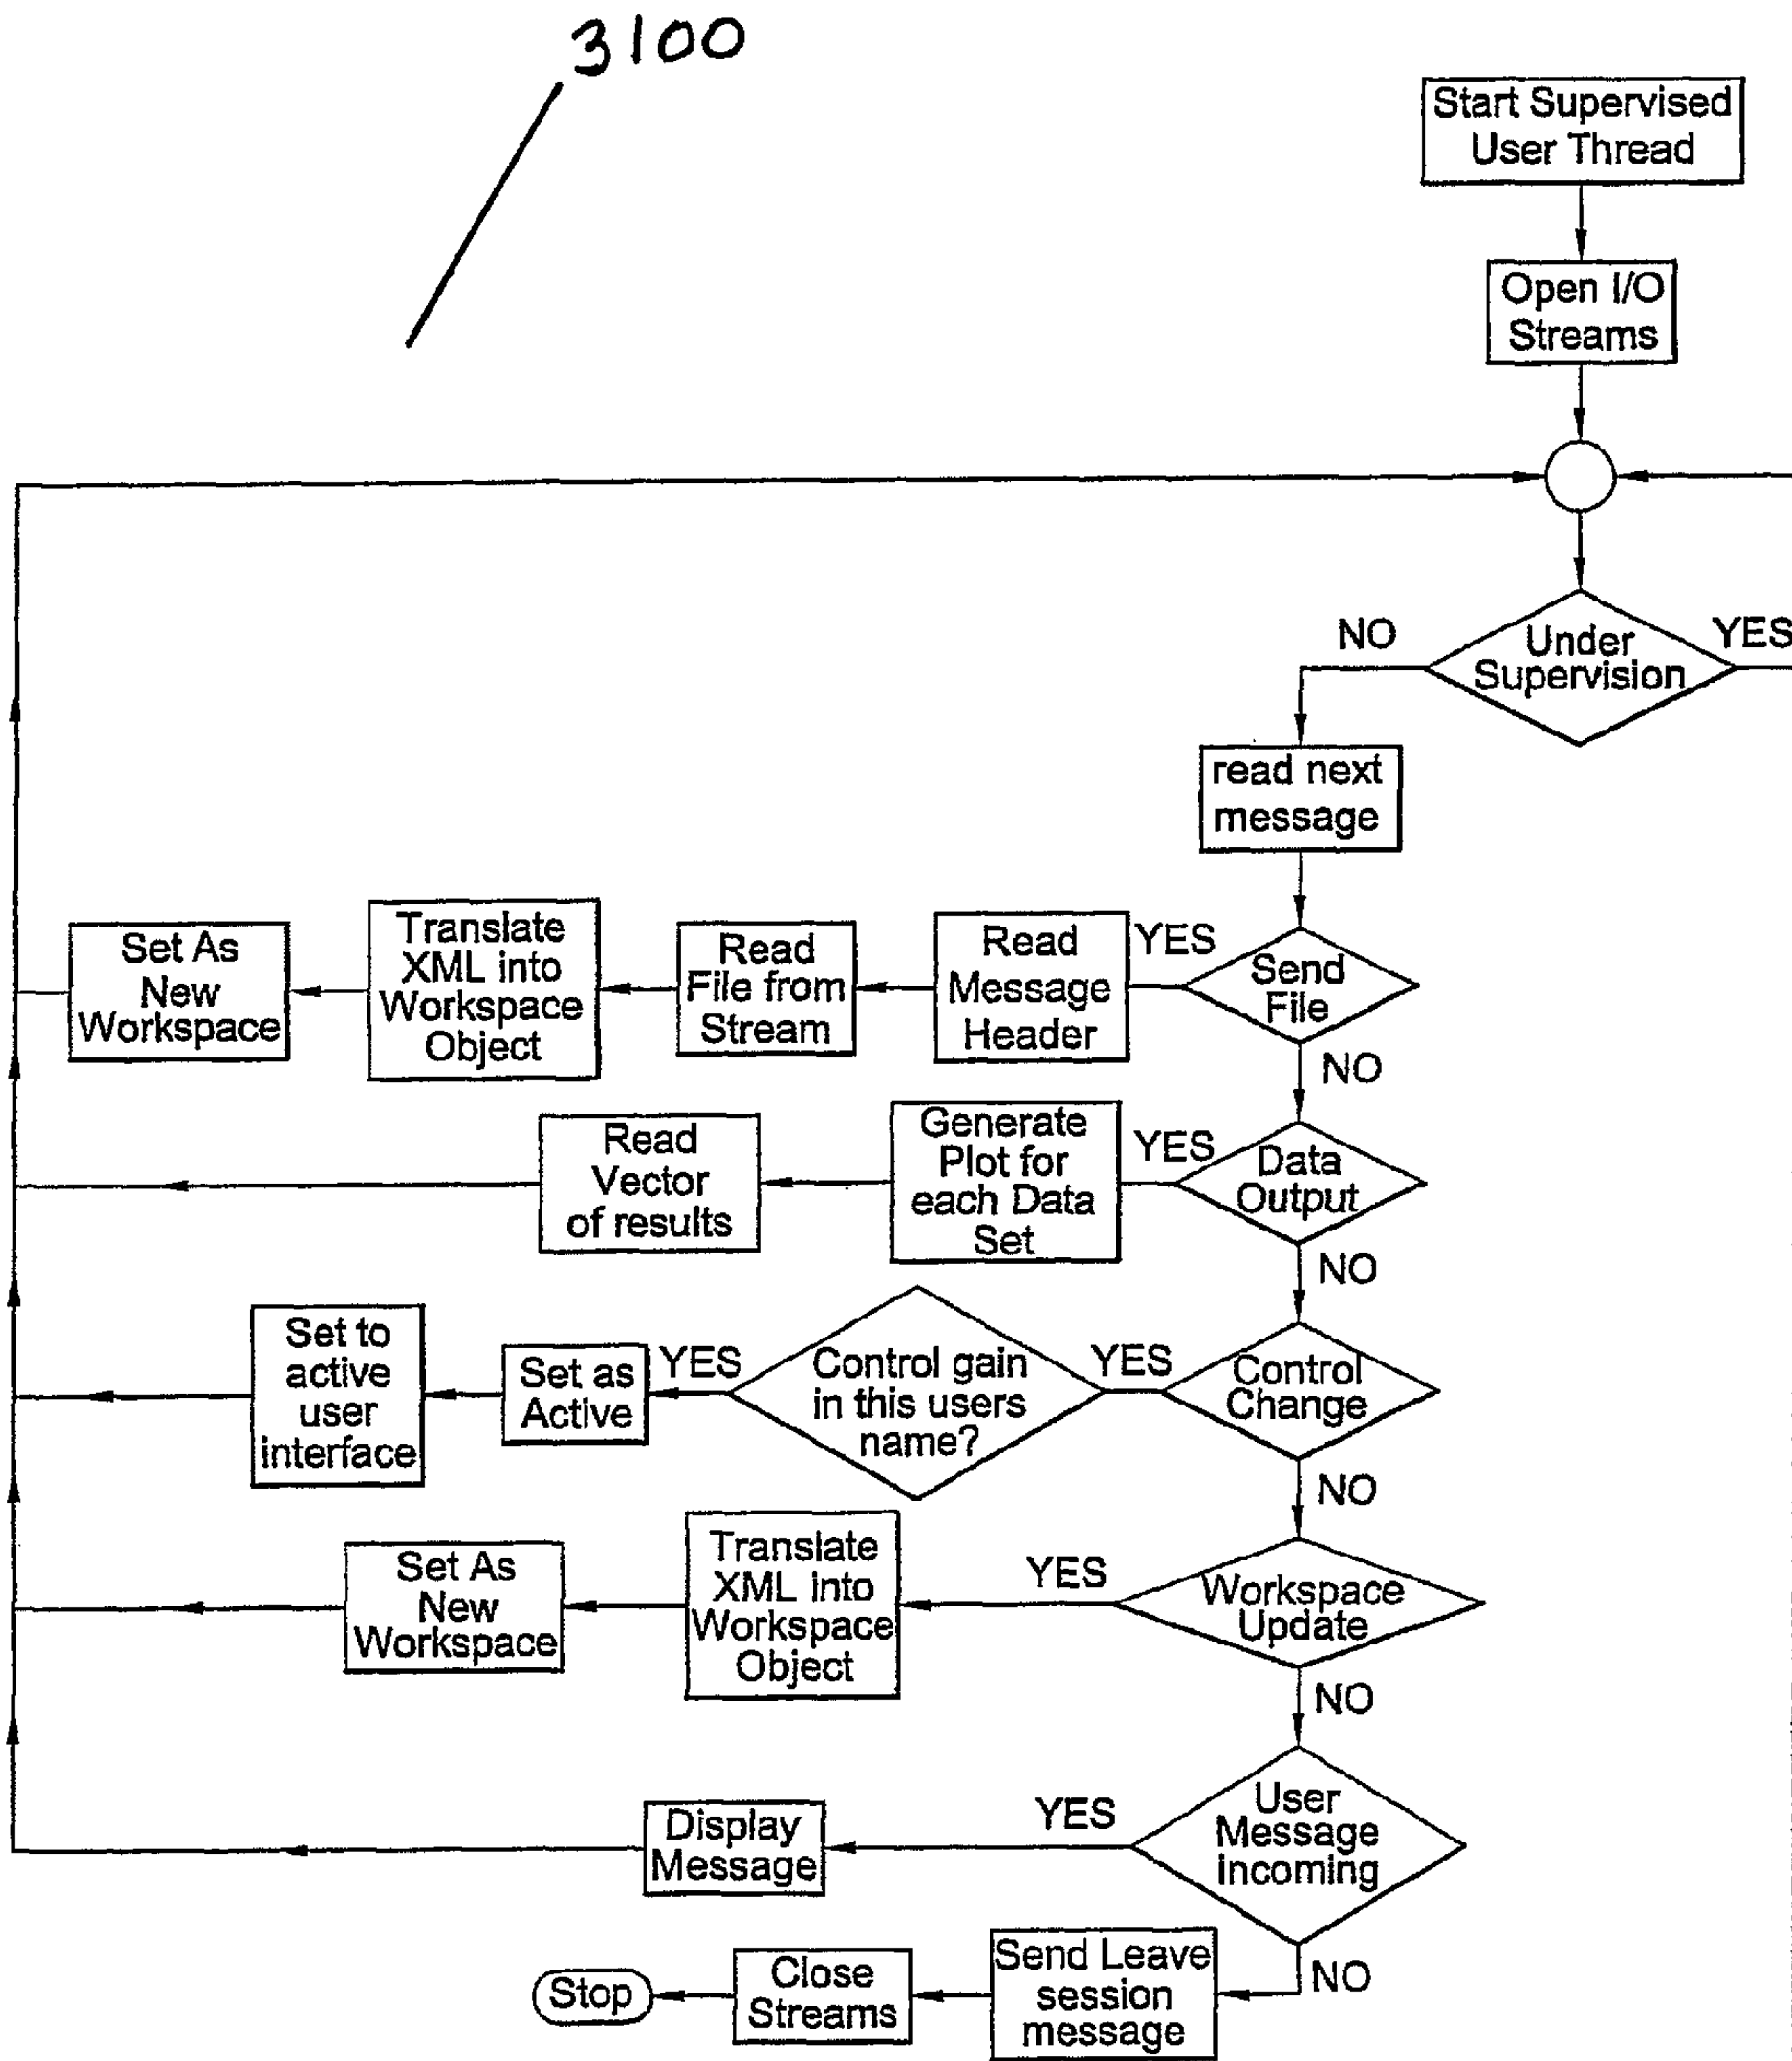 3100
Start Supervised
User Thread
Open I/O
Streams
NO
Under
Supervision
YES
read next
message
Set As
New
Workspace
Translate
XML into
Workspace
Object
Read
File from
Stream
Read
Message
Header
YES
Send
File
NO
Read
Vector
of results
Generate
Plot for
each Data
Set
YES
Data
Output
NO
Set to
active
user
interface
Set as
Active
YES
Control gain
in this users
name?
YES
Control
Change
NO
Set As
New
Workspace
Translate
XML into
Workspace
Object
YES
Workspace
Update
NO
Display
Message
YES
User
Message
Incoming
NO
Stop
Close
Streams
Send Leave
session
message